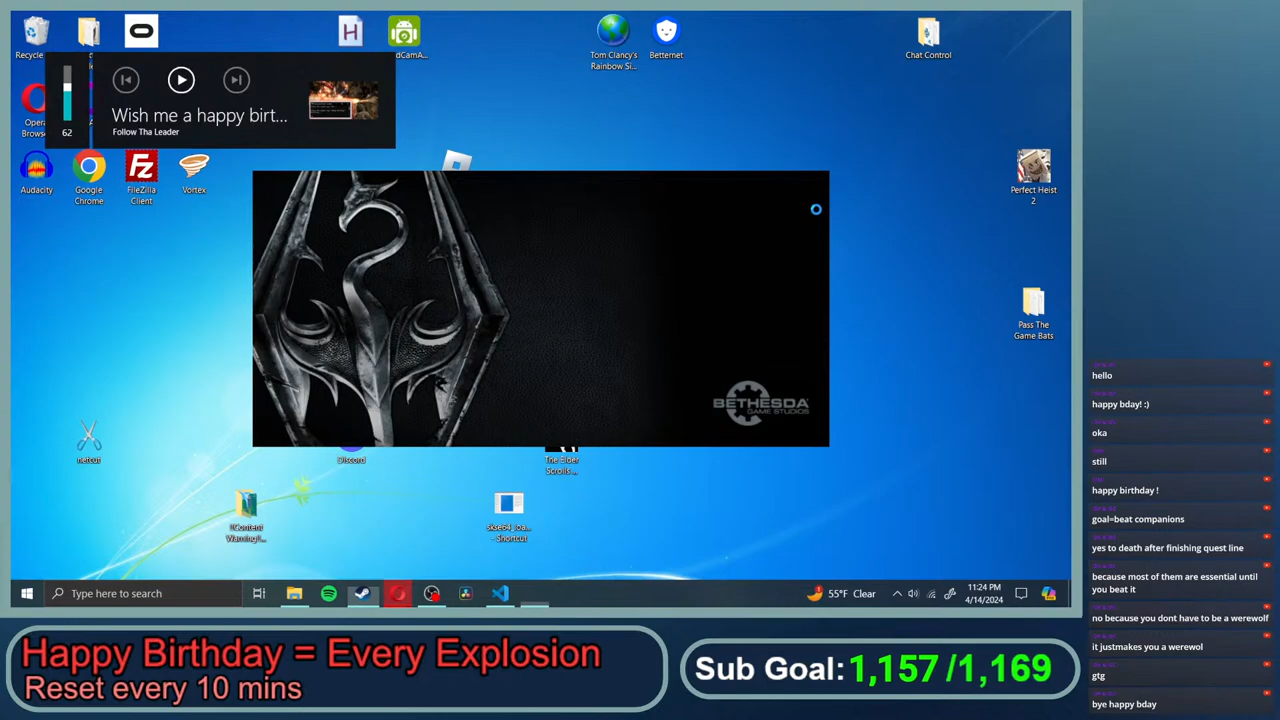 Recycle
Tom Clancy's
Rainbow Si...
Betternet
Chat Control
Wish me a happy birt...
Follow Tha Leader
62
Audacity
Google
Chrome
FileZilla
Client
Vortex
Perfect Heist
2
BETHESDA
GAME STUDIOS
Pass The
Game Bats
netcut
Discord
The Elder
Scrolls...
!Content
Warning!...
skse64_loa...
- Shortcut
Type here to search
55°F Clear
11:24 PM
4/14/2024
hello
happy bday! :)
oka
still
happy birthday !
goal=beat companions
yes to death after finishing quest line
because most of them are essential until
you beat it
no because you dont have to be a werewolf
it justmakes you a werewol
gtg
bye happy bday
Happy Birthday = Every Explosion
Reset every 10 mins
Sub Goal: 1,157 /1,169